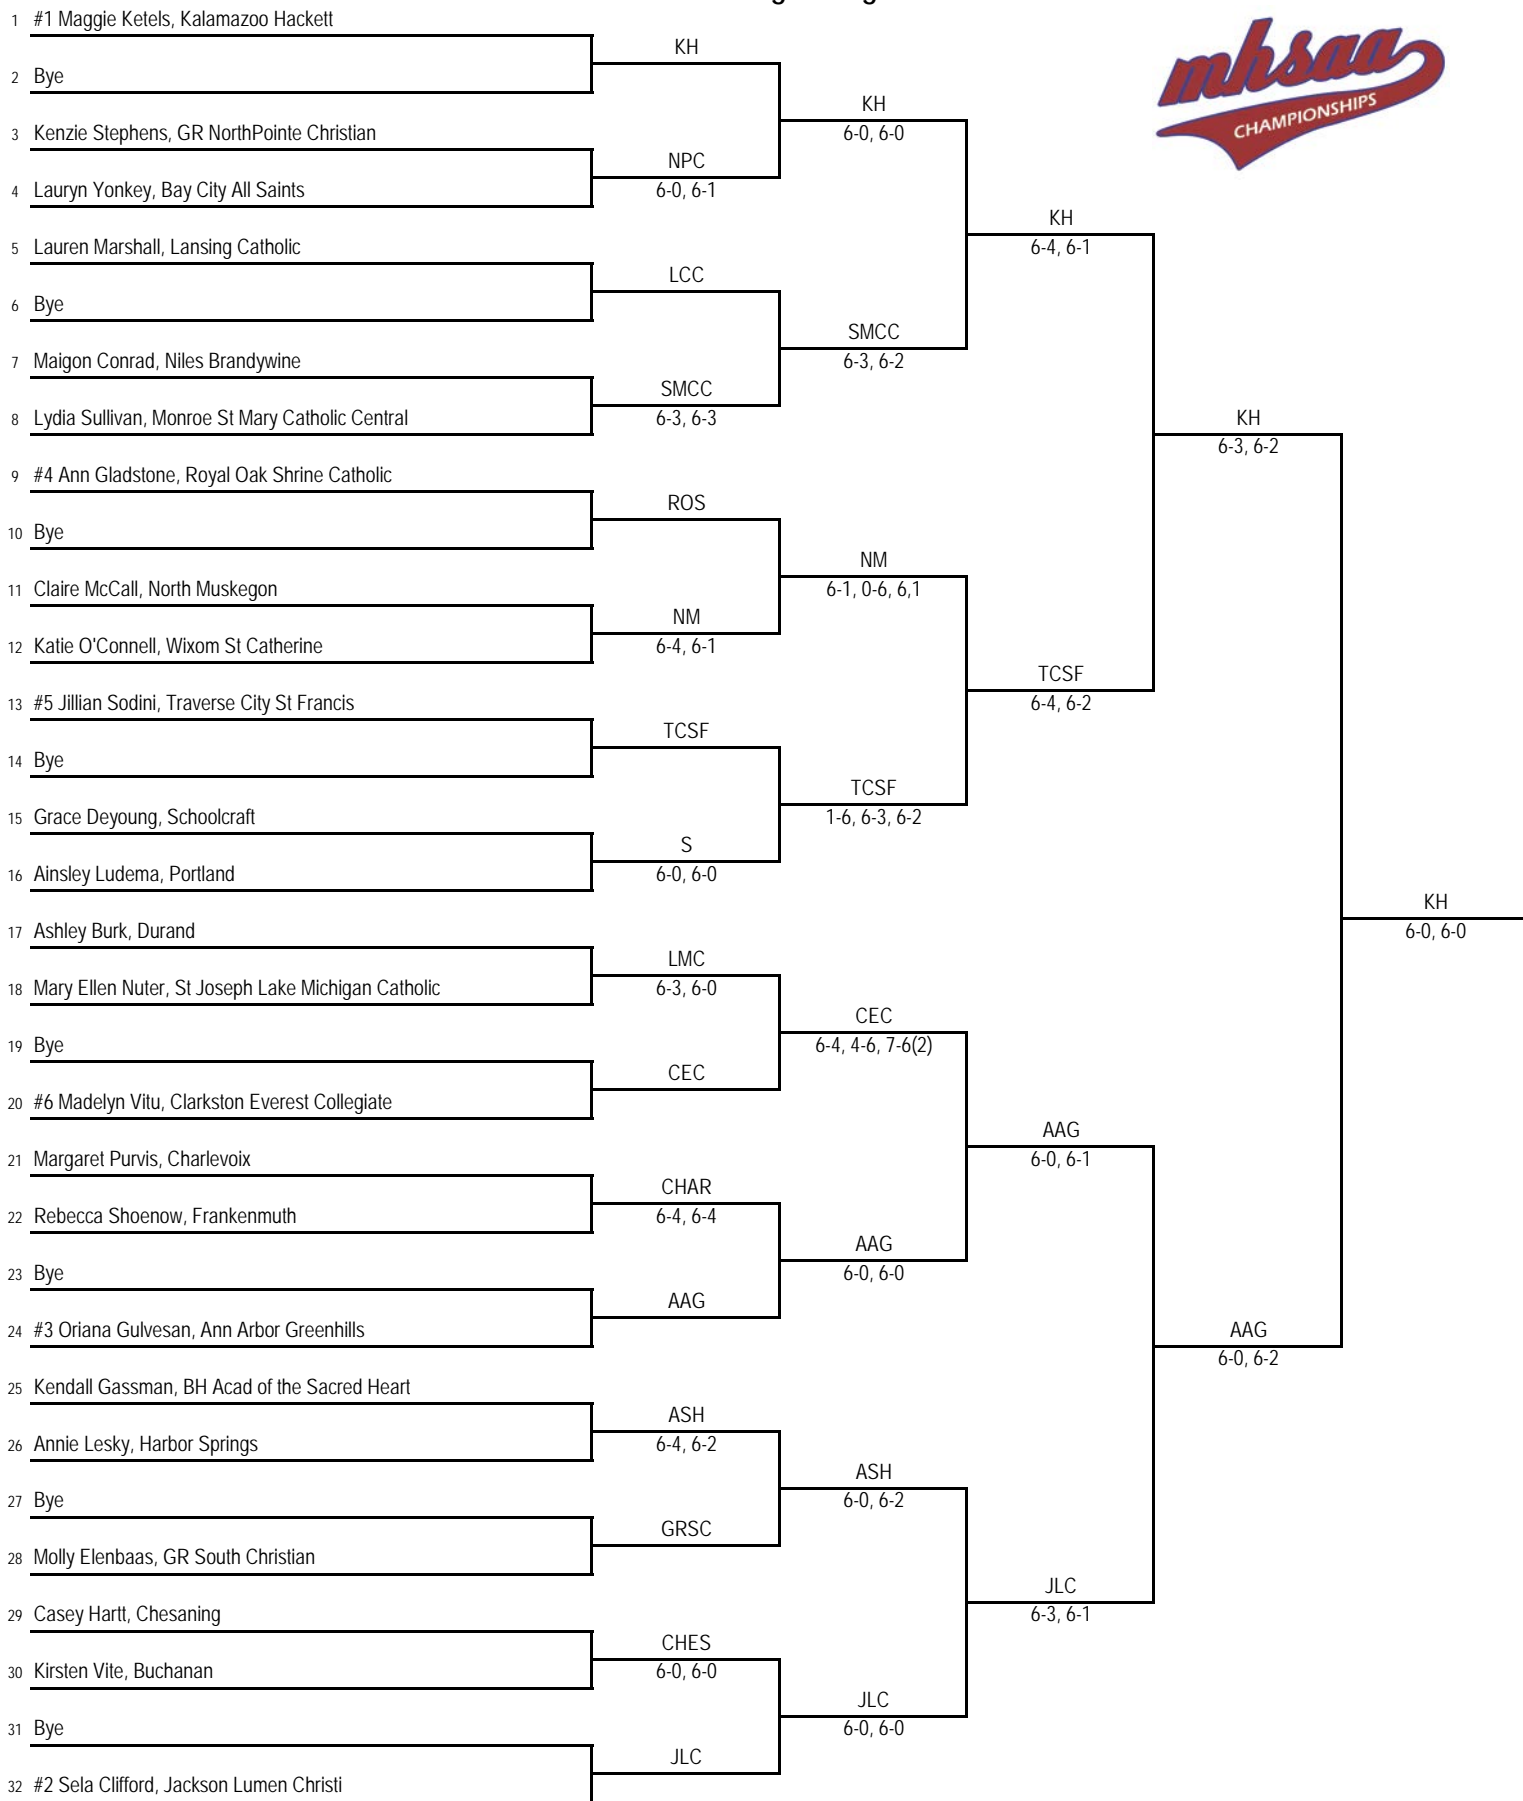 mhsaa
CHAMPIONSHIPS
1 #1 Maggie Ketels, Kalamazoo Hackett
KH
2 Bye
KH
6-0, 6-0
3 Kenzie Stephens, GR NorthPointe Christian
NPC
6-0, 6-1
4 Lauryn Yonkey, Bay City All Saints
KH
6-4, 6-1
5 Lauren Marshall, Lansing Catholic
LCC
6 Bye
SMCC
6-3, 6-2
7 Maigon Conrad, Niles Brandywine
SMCC
6-3, 6-3
8 Lydia Sullivan, Monroe St Mary Catholic Central
KH
6-3, 6-2
9 #4 Ann Gladstone, Royal Oak Shrine Catholic
ROS
10 Bye
NM
6-1, 0-6, 6,1
11 Claire McCall, North Muskegon
NM
6-4, 6-1
12 Katie O'Connell, Wixom St Catherine
TCSF
6-4, 6-2
13 #5 Jillian Sodini, Traverse City St Francis
TCSF
14 Bye
TCSF
1-6, 6-3, 6-2
15 Grace Deyoung, Schoolcraft
S
6-0, 6-0
16 Ainsley Ludema, Portland
KH
6-0, 6-0
17 Ashley Burk, Durand
LMC
6-3, 6-0
18 Mary Ellen Nuter, St Joseph Lake Michigan Catholic
CEC
6-4, 4-6, 7-6(2)
19 Bye
CEC
20 #6 Madelyn Vitu, Clarkston Everest Collegiate
AAG
6-0, 6-1
21 Margaret Purvis, Charlevoix
CHAR
6-4, 6-4
22 Rebecca Shoenow, Frankenmuth
AAG
6-0, 6-0
23 Bye
AAG
24 #3 Oriana Gulvesan, Ann Arbor Greenhills
AAG
6-0, 6-2
25 Kendall Gassman, BH Acad of the Sacred Heart
ASH
6-4, 6-2
26 Annie Lesky, Harbor Springs
ASH
6-0, 6-2
27 Bye
GRSC
28 Molly Elenbaas, GR South Christian
JLC
6-3, 6-1
29 Casey Hartt, Chesaning
CHES
6-0, 6-0
30 Kirsten Vite, Buchanan
JLC
6-0, 6-0
31 Bye
JLC
32 #2 Sela Clifford, Jackson Lumen Christi